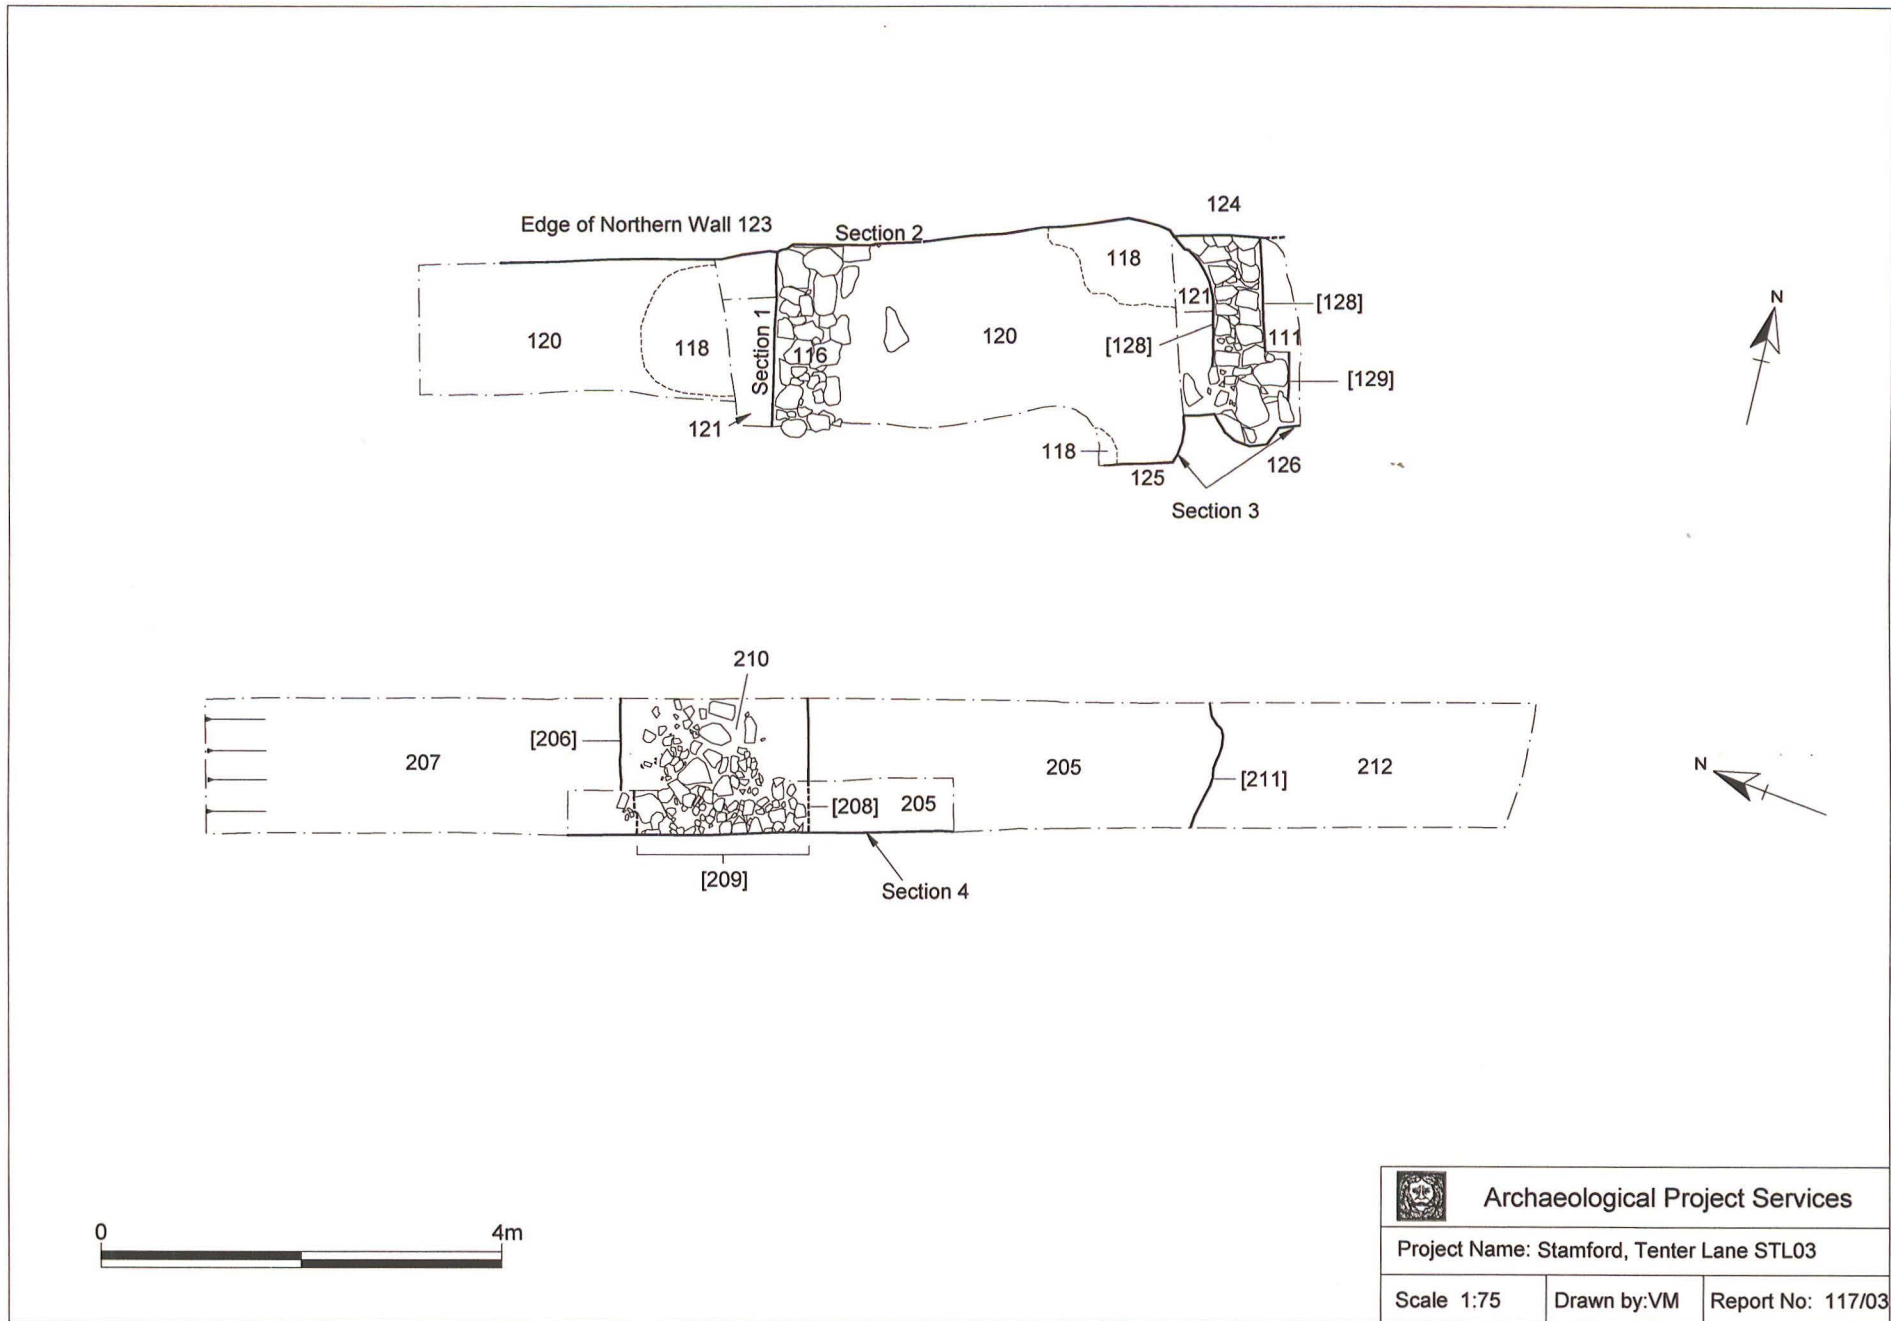 124
Edge of Northern Wall 123
Section 2
118
N
121
[128]
120
118
Section 1
116
120
[128]
111
[129]
121
118
125
126
Section 3
210
[206]
207
205
[211]
212
N
[208]
205
[209]
Section 4
0 4m
Archaeological Project Services
Project Name: Stamford, Tenter Lane STL03
Scale 1:75
Drawn by:VM
Report No: 117/03